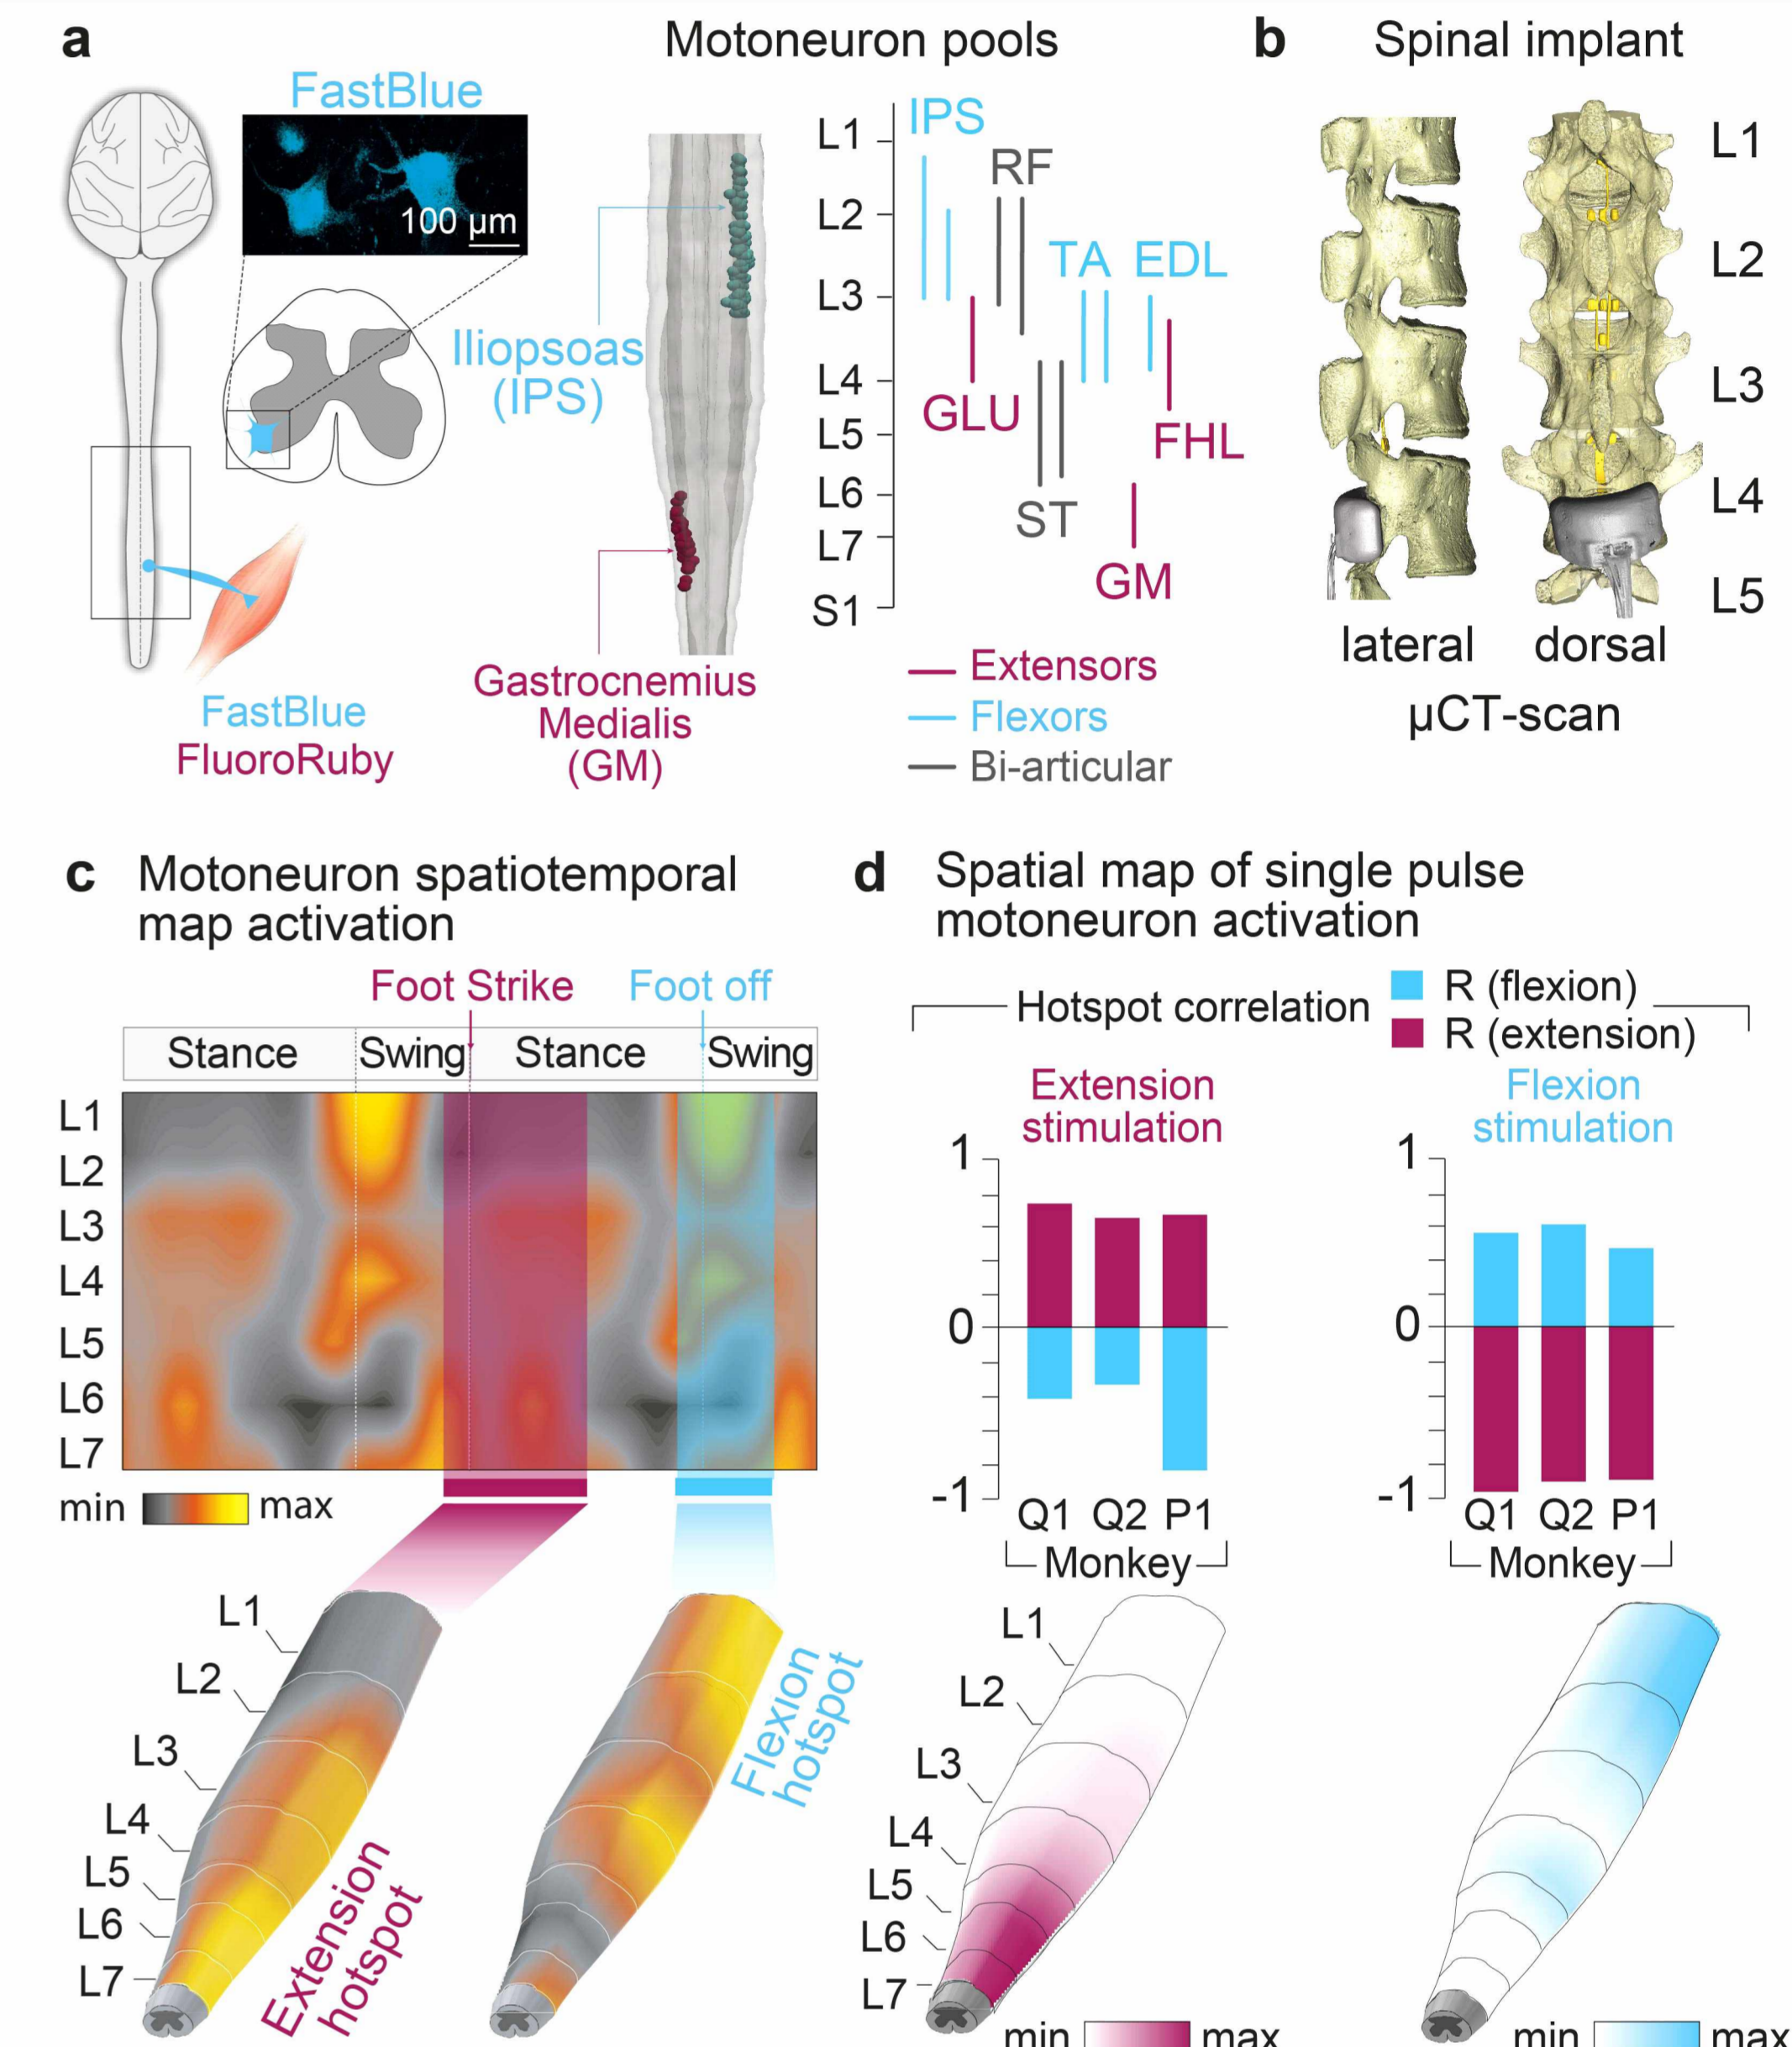 a
Motoneuron pools
FastBlue
100 µm
Iliopsoas
(IPS)
Gastrocnemius
Medialis
(GM)
FastBlue
FluoroRuby
L1
L2
L3
L4
L5
L6
L7
S1
IPS
RF
TA
EDL
GLU
FHL
ST
GM
Extensors
Flexors
Bi-articular
b
Spinal implant
L1
L2
L3
L4
L5
lateral
dorsal
µCT-scan
c
Motoneuron spatiotemporal
map activation
Foot Strike
Foot off
Stance
Swing
Stance
Swing
L1
L2
L3
L4
L5
L6
L7
min
max
L1
L2
L3
L4
L5
L6
L7
Extension
hotspot
Flexion
hotspot
d
Spatial map of single pulse
motoneuron activation
Hotspot correlation
R (flexion)
R (extension)
Extension
stimulation
1
0
-1
Q1 Q2 P1
Monkey
Flexion
stimulation
1
0
-1
Q1 Q2 P1
Monkey
L1
L2
L3
L4
L5
L6
L7
min
max
min
max